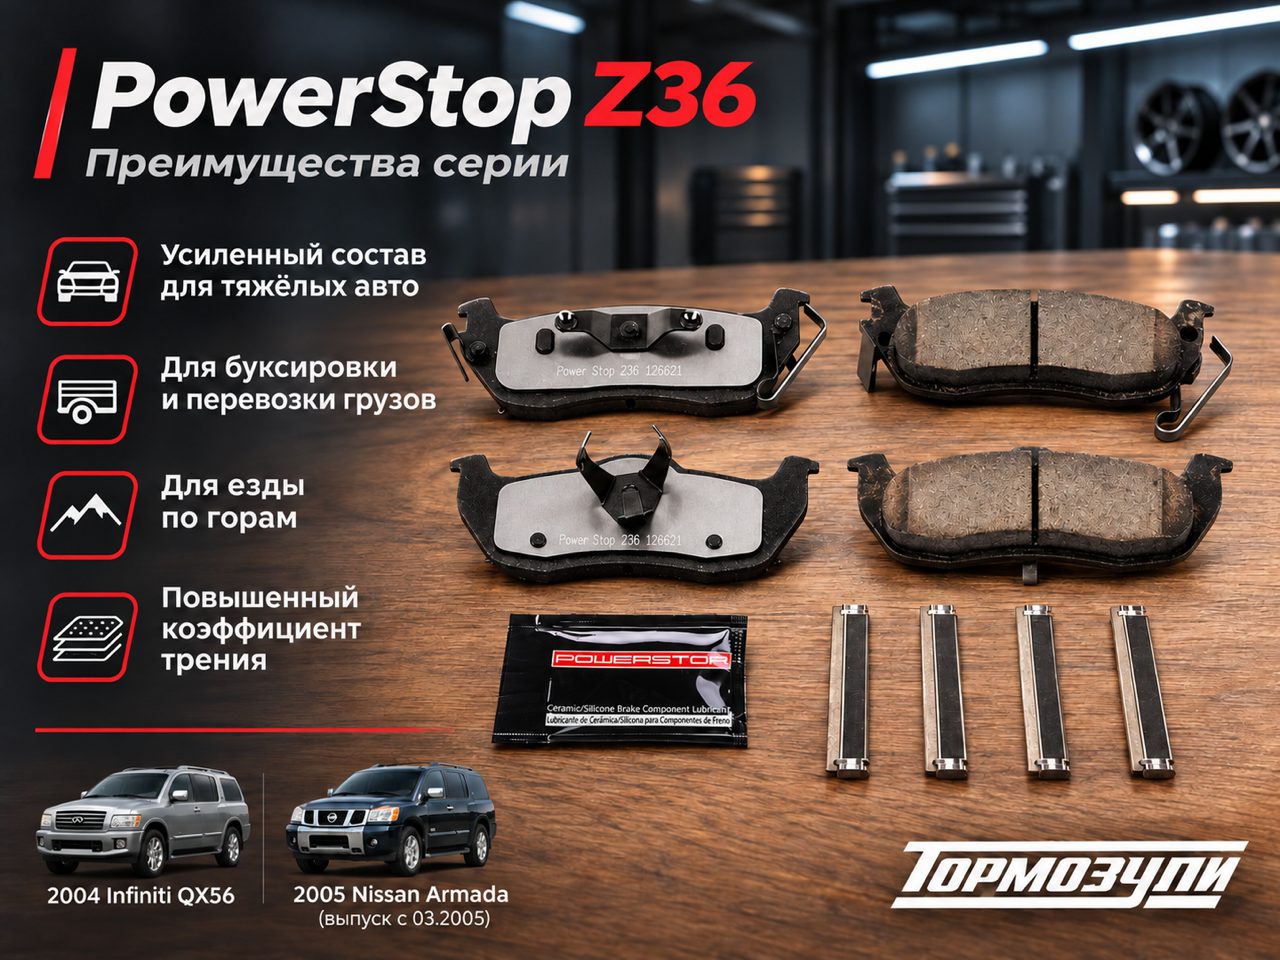 PowerStop Z36
Преимущества серии
Усиленный состав
для тяжёлых авто
Для буксировки
и перевозки грузов
Для езды
по горам
Повышенный
коэффициент
трения
Power Stop Z36 126621
Power Stop Z36 126621
POWERSTOP
Ceramic/Silicone Brake Component Lubricant
Lubricante de Cerámica/Silicona para Componentes de Freno
2004 Infiniti QX56
2005 Nissan Armada
(выпуск с 03.2005)
ТОРМОЗУЛИ